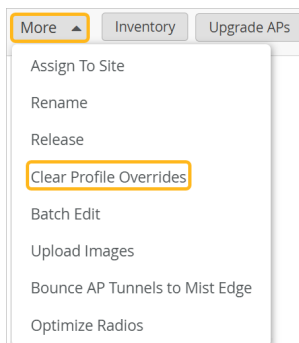 More Inventory Upgrade APs
Assign To Site
Rename
Release
Clear Profile Overrides
Batch Edit
Upload Images
Bounce AP Tunnels to Mist Edge
Optimize Radios